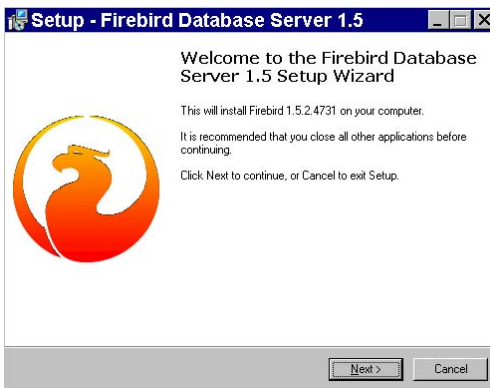 Setup - Firebird Database Server 1.5
Welcome to the Firebird Database
Server 1.5 Setup Wizard
This will install Firebird 1.5.2.4731 on your computer.
It is recommended that you close all other applications before
continuing.
Click Next to continue, or Cancel to exit Setup.
Next >
Cancel